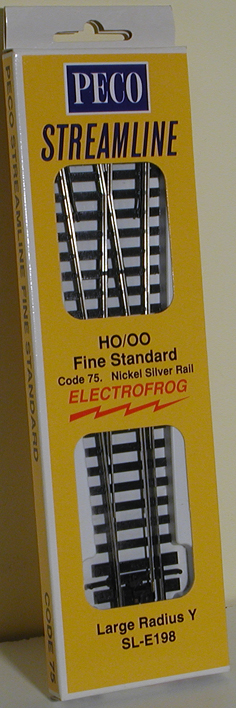 PECO
STREAMLINE
HO/OO
Fine Standard
Code 75. Nickel Silver Rail
ELECTROFROG
Large Radius Y
SL-E198
PECO STREAMLINE FINE STANDARD
CODE 75